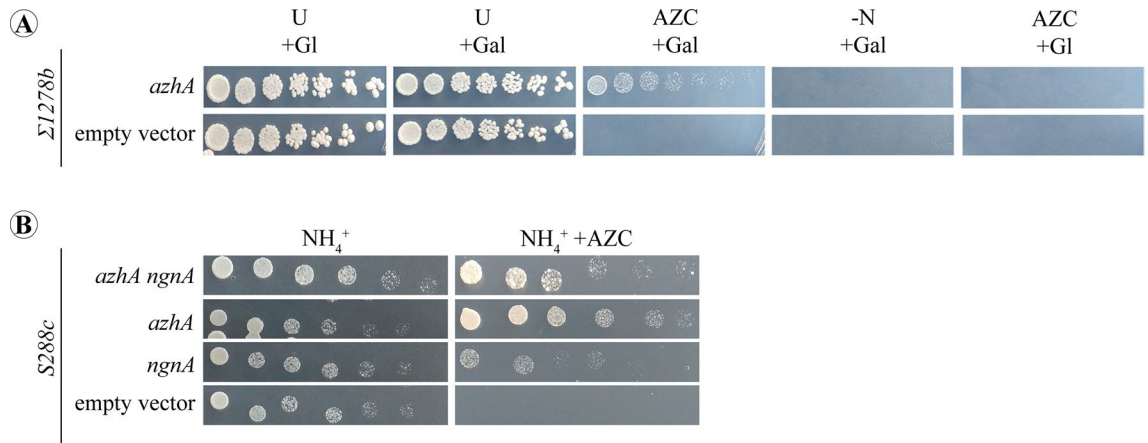 A
U U AZC -N AZC
+Gl +Gal +Gal +Gal +Gl
Σ1278b
azhA
empty vector
B
NH₄⁺ NH₄⁺ +AZC
S288c
azhA ngnA
azhA
ngnA
empty vector